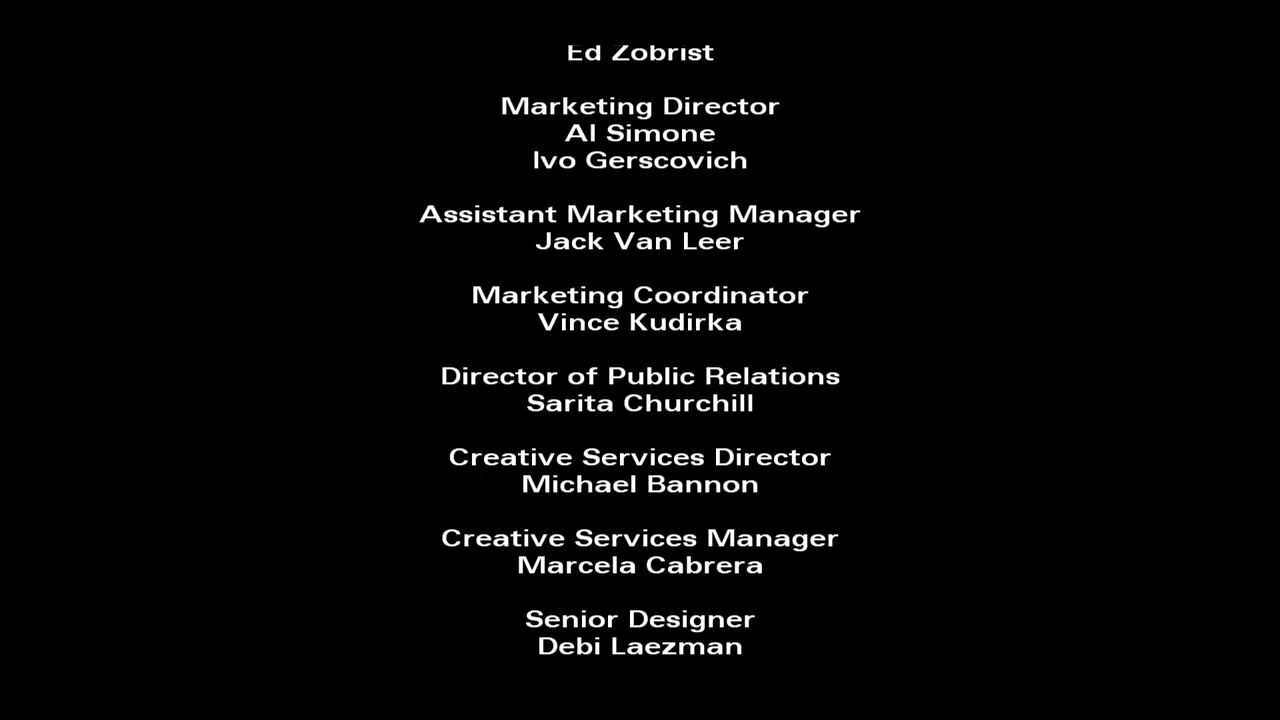 Ed Zobrist
Marketing Director
Al Simone
Ivo Gerscovich
Assistant Marketing Manager
Jack Van Leer
Marketing Coordinator
Vince Kudirka
Director of Public Relations
Sarita Churchill
Creative Services Director
Michael Bannon
Creative Services Manager
Marcela Cabrera
Senior Designer
Debi Laezman